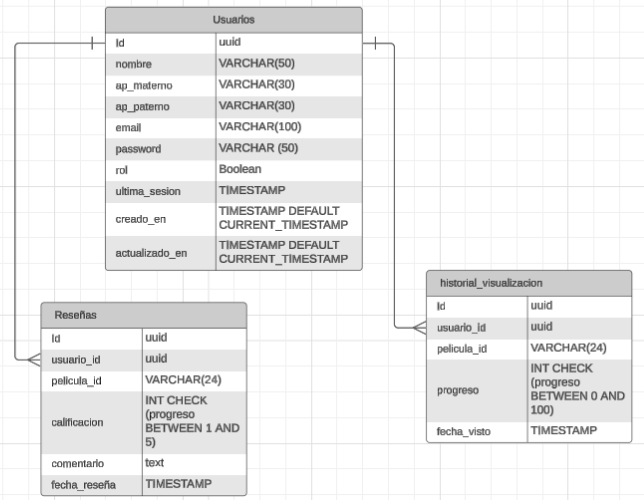 Usuarios
Id uuid
nombre VARCHAR(50)
ap_materno VARCHAR(30)
ap_paterno VARCHAR(30)
email VARCHAR(100)
password VARCHAR (50)
rol Boolean
ultima_sesion TIMESTAMP
creado_en TIMESTAMP DEFAULT
CURRENT_TIMESTAMP
actualizado_en TIMESTAMP DEFAULT
CURRENT_TIMESTAMP
Reseñas
Id uuid
usuario_id uuid
pelicula_id VARCHAR(24)
calificacion INT CHECK
(progreso
BETWEEN 1 AND
5)
comentario text
fecha_reseña TIMESTAMP
historial_visualizacion
Id uuid
usuario_id uuid
pelicula_id VARCHAR(24)
progreso INT CHECK
(progreso
BETWEEN 0 AND
100)
fecha_visto TIMESTAMP